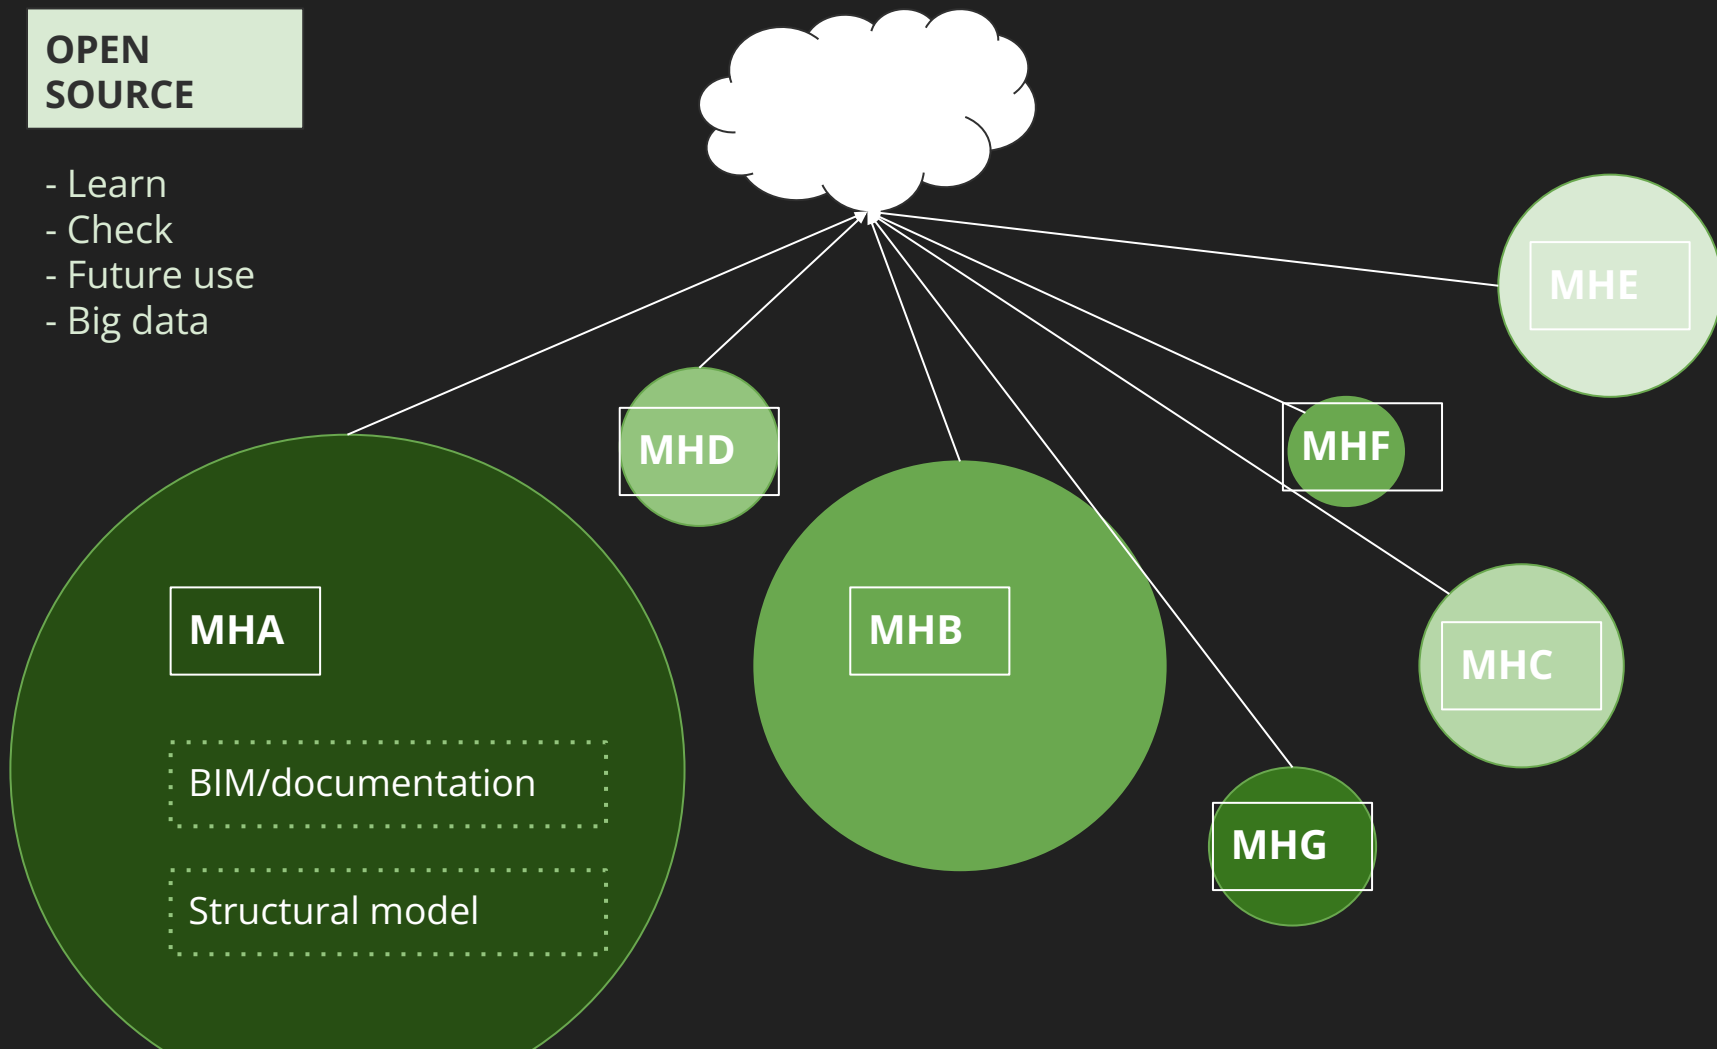 OPEN
SOURCE
- Learn
- Check
- Future use
- Big data
MHE
MHD
MHF
MHA
MHB
MHC
BIM/documentation
MHG
Structural model